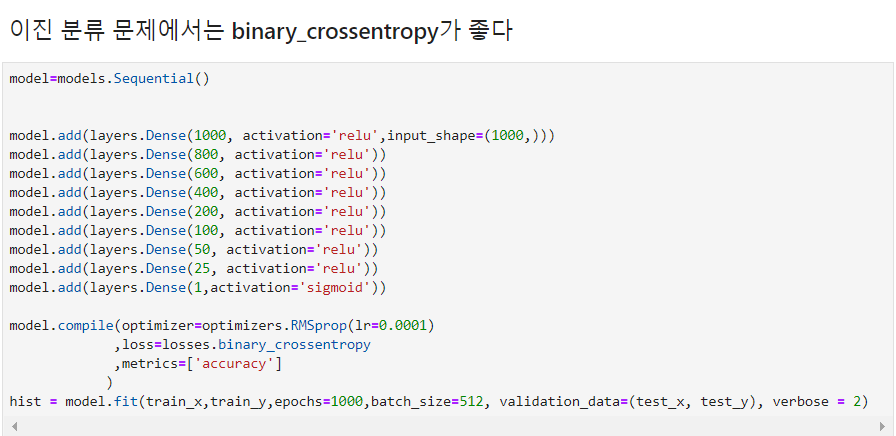 이진 분류 문제에서는 binary_crossentropy가 좋다
model=models.Sequential()
model.add(layers.Dense(1000, activation='relu',input_shape=(1000,)))
model.add(layers.Dense(800, activation='relu'))
model.add(layers.Dense(600, activation='relu'))
model.add(layers.Dense(400, activation='relu'))
model.add(layers.Dense(200, activation='relu'))
model.add(layers.Dense(100, activation='relu'))
model.add(layers.Dense(50, activation='relu'))
model.add(layers.Dense(25, activation='relu'))
model.add(layers.Dense(1,activation='sigmoid'))
model.compile(optimizer=optimizers.RMSprop(lr=0.0001)
,loss=losses.binary_crossentropy
,metrics=['accuracy']
)
hist = model.fit(train_x,train_y,epochs=1000,batch_size=512, validation_data=(test_x, test_y), verbose = 2)